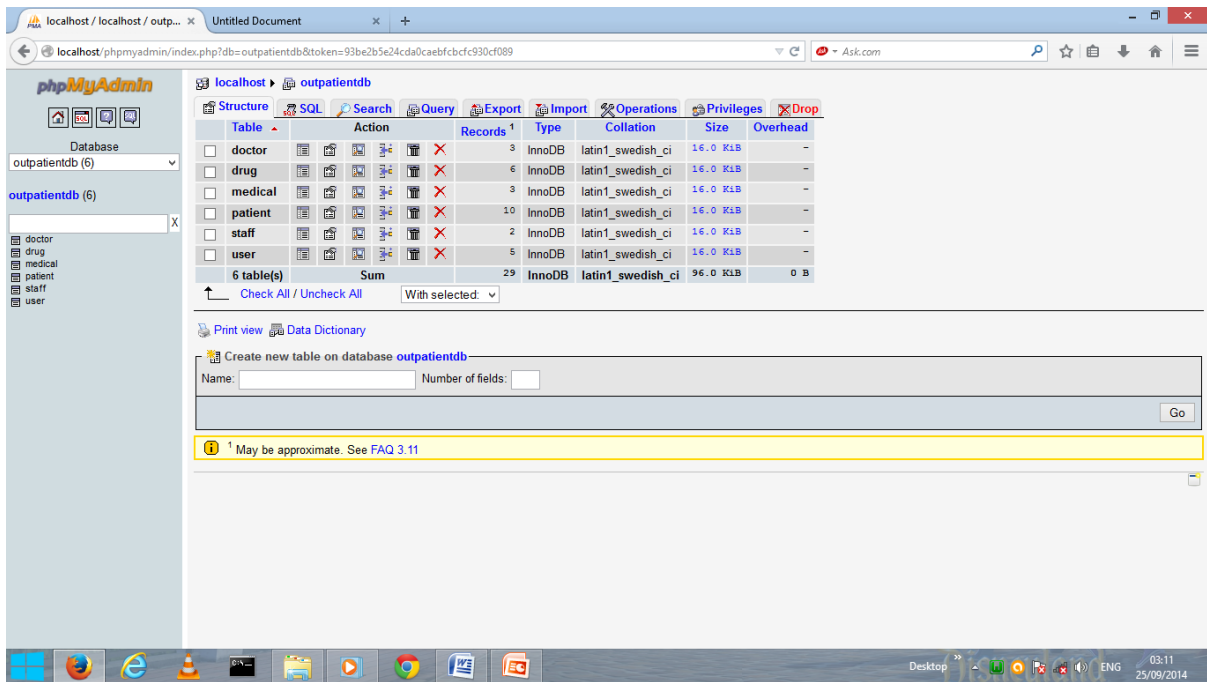 localhost / localhost / outp... ×
Untitled Document × +
localhost/phpmyadmin/index.php?db=outpatientdb&token=93be2b5e24cda0caebfcbcfc930cf089
Ask.com
phpMyAdmin
Database
outpatientdb (6)
outpatientdb (6)
X
doctor
drug
medical
patient
staff
user
localhost ▸ outpatientdb
Structure SQL Search Query Export Import Operations Privileges Drop
Table Action Records 1 Type Collation Size Overhead
doctor 3 InnoDB latin1_swedish_ci 16.0 KiB -
drug 6 InnoDB latin1_swedish_ci 16.0 KiB -
medical 3 InnoDB latin1_swedish_ci 16.0 KiB -
patient 10 InnoDB latin1_swedish_ci 16.0 KiB -
staff 2 InnoDB latin1_swedish_ci 16.0 KiB -
user 5 InnoDB latin1_swedish_ci 16.0 KiB -
6 table(s) Sum 29 InnoDB latin1_swedish_ci 96.0 KiB 0 B
Check All / Uncheck All With selected:
Print view Data Dictionary
Create new table on database outpatientdb
Name: Number of fields:
Go
1 May be approximate. See FAQ 3.11
Desktop » ENG 03:11
25/09/2014